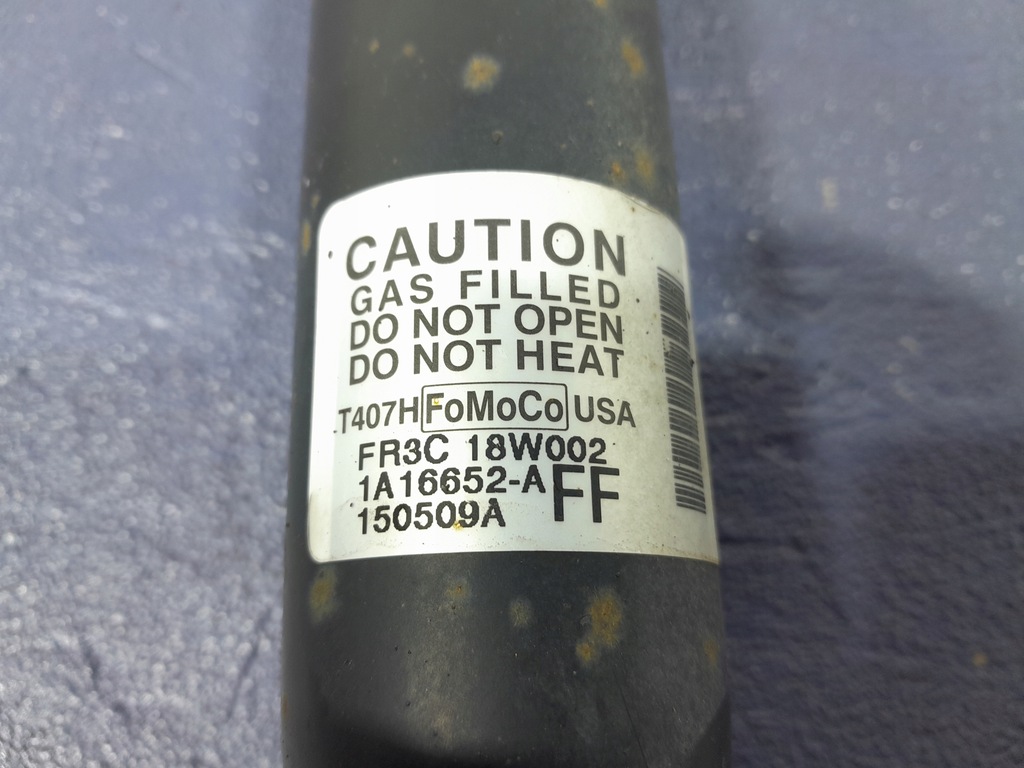 CAUTION
GAS FILLED
DO NOT OPEN
DO NOT HEAT
T407H FoMoCo USA
FR3C 18W002
1A16652-A FF
150509A